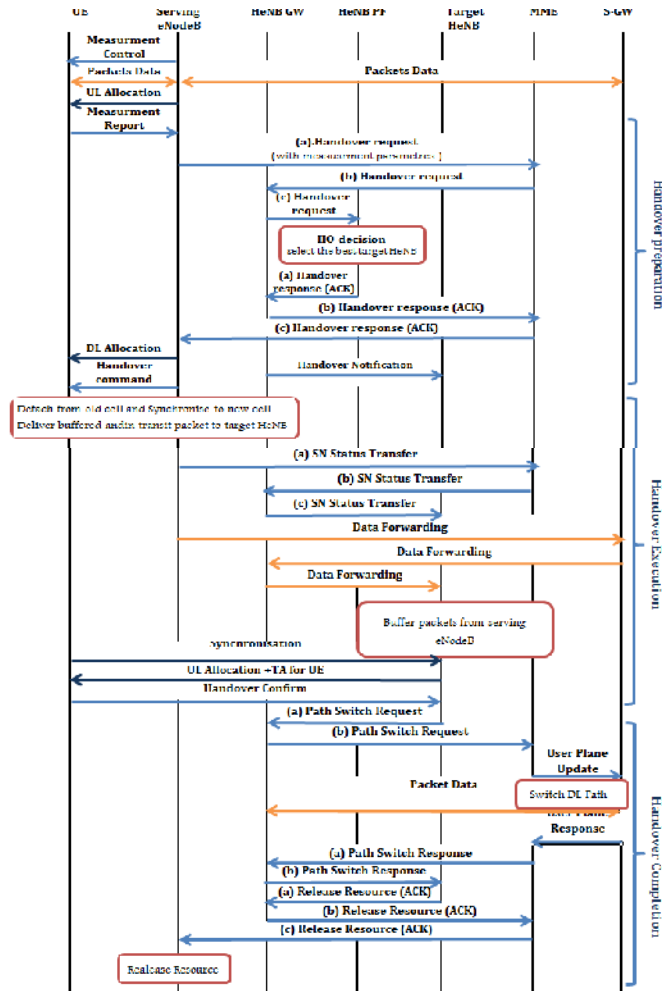 UE Serving eNodeB HeNB GW HeNB PF Target HeNB MME S-GW
Measurment Control
Packets Data
Packets Data
UL Allocation
Measurment Report
(a).Handover request
(with measurment parametres)
(b) Handover request
(c) Handover request
HO decision
select the best target HeNB
(a) Handover response (ACK)
(b) Handover response (ACK)
(c) Handover response (ACK)
DL Allocation
Handover command
Handover Notification
Handover preparation
Detach from old cell and Synchronise to new cell
Deliver buffered and in transit packet to target HeNB
(a) SN Status Transfer
(b) SN Status Transfer
(c) SN Status Transfer
Data Forwarding
Data Forwarding
Data Forwarding
Buffer packets from serving
eNodeB
Synchronisation
UL Allocation +TA for UE
Handover Confirm
Handover Execution
(a) Path Switch Request
(b) Path Switch Request
User Plane Update
Packet Data
Switch DL Path
User Plane Response
(a) Path Switch Response
(b) Path Switch Response
(a) Release Resource (ACK)
(b) Release Resource (ACK)
(c) Release Resource (ACK)
Realease Resource
Handover Completion